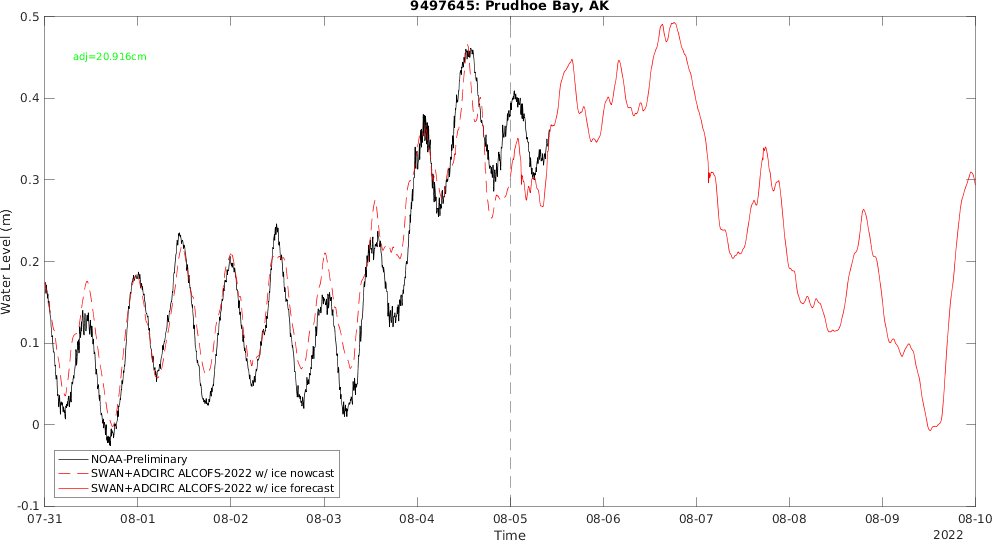 9497645: Prudhoe Bay, AK
adj=20.916cm
0.5
0.4
0.3
0.2
0.1
0
-0.1
Water Level (m)
NOAA-Preliminary
SWAN+ADCIRC ALCOFS-2022 w/ ice nowcast
SWAN+ADCIRC ALCOFS-2022 w/ ice forecast
07-31 08-01 08-02 08-03 08-04 08-05 08-06 08-07 08-08 08-09 08-10
Time
2022